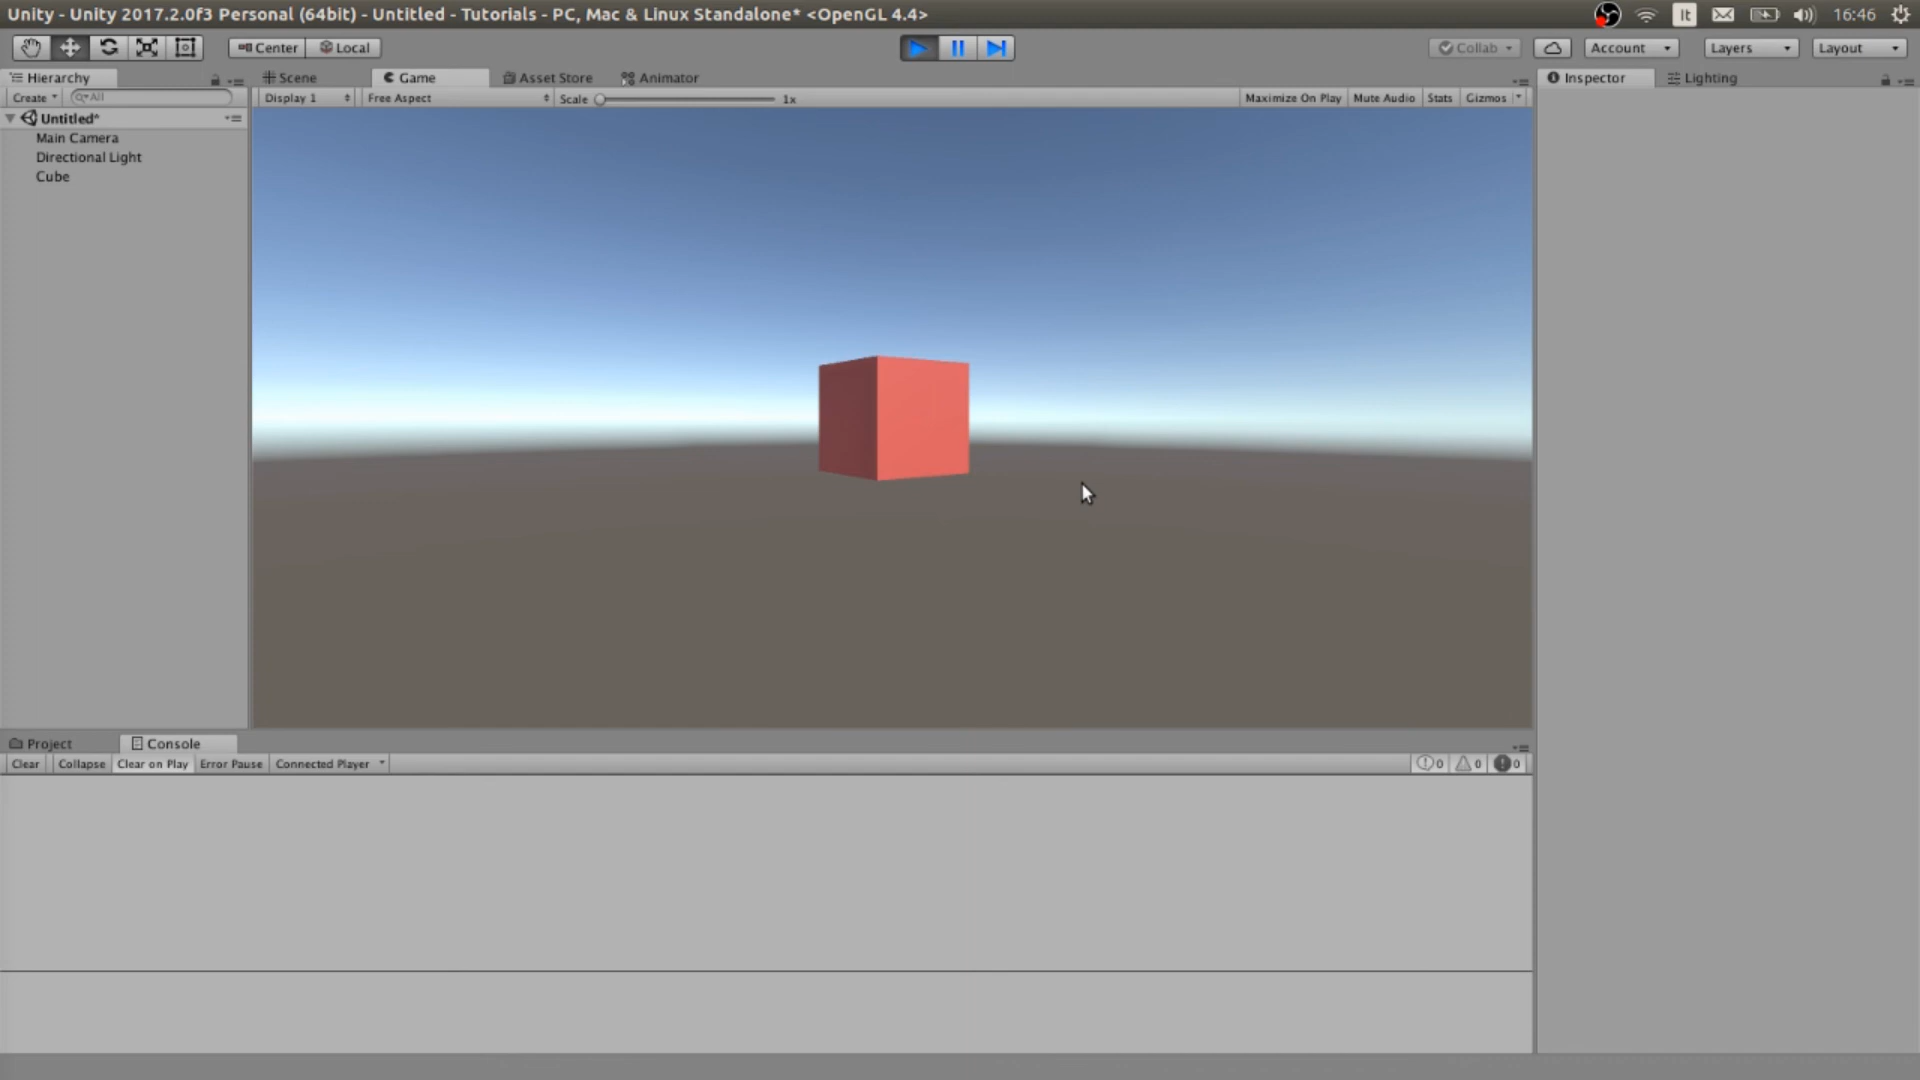 Unity - Unity 2017.2.0f3 Personal (64bit) - Untitled - Tutorials - PC, Mac & Linux Standalone* <OpenGL 4.4>
It 16:46
Center Local Collab Account Layers Layout
Hierarchy Scene Game Asset Store Animator Inspector Lighting
Create All Display 1 Free Aspect Scale 1x Maximize On Play Mute Audio Stats Gizmos
Untitled*
Main Camera
Directional Light
Cube
Project Console
Clear Collapse Clear on Play Error Pause Connected Player 0 0 0